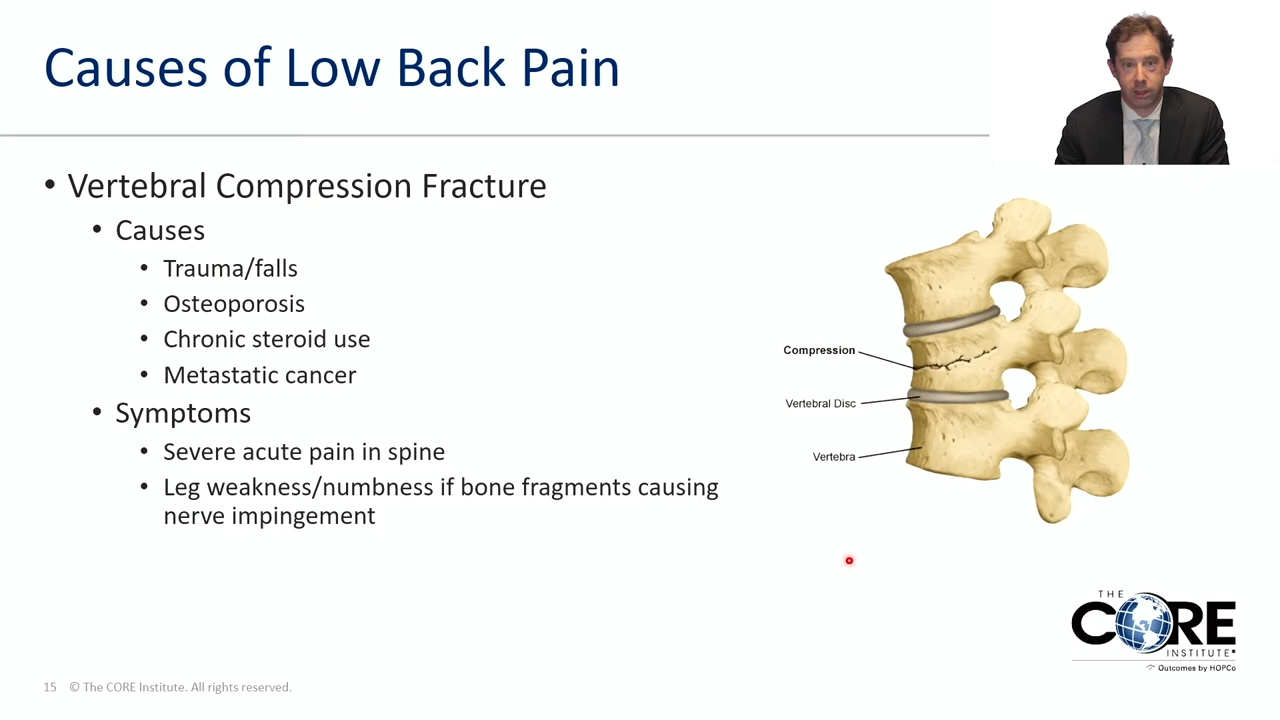 Causes of Low Back Pain
• Vertebral Compression Fracture
• Causes
• Trauma/falls
• Osteoporosis
• Chronic steroid use
• Metastatic cancer
• Symptoms
• Severe acute pain in spine
• Leg weakness/numbness if bone fragments causing
nerve impingement
Compression
Vertebral Disc
Vertebra
THE
CORE
INSTITUTE
Outcomes by HOPCo
15 © The CORE Institute. All rights reserved.